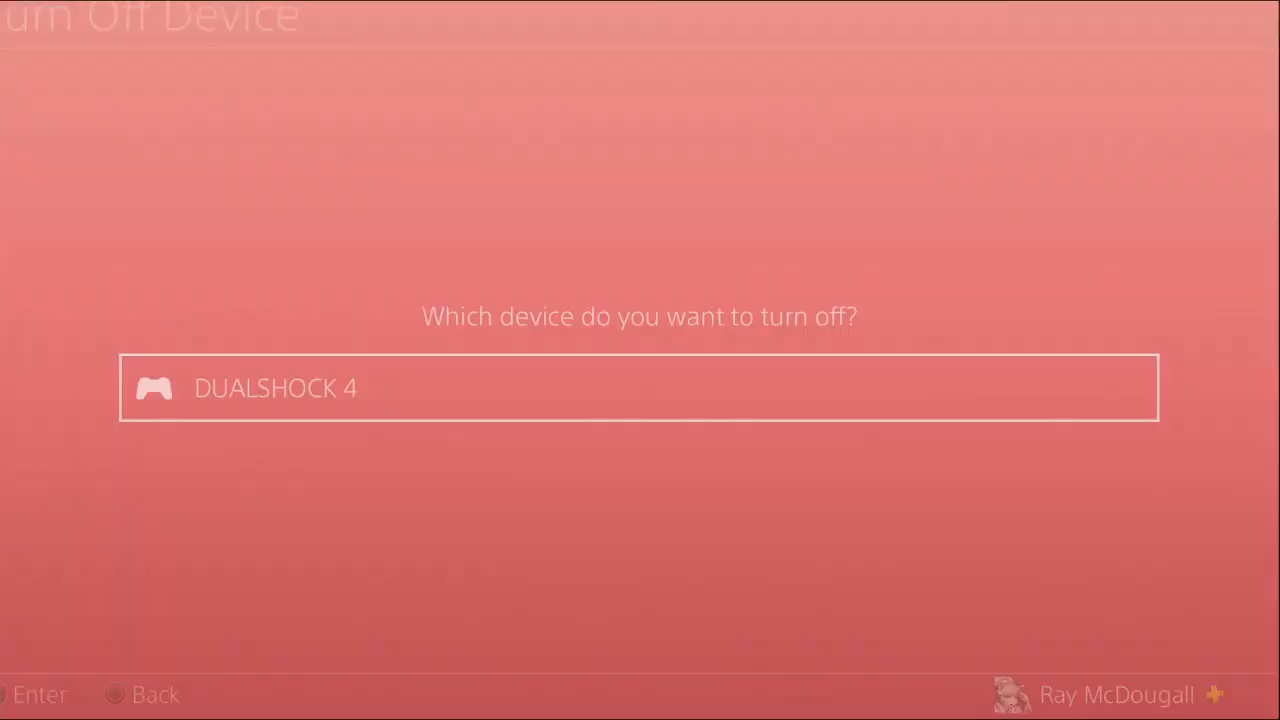 urn Off Device
Which device do you want to turn off?
DUALSHOCK 4
Enter
Back
Ray McDougall